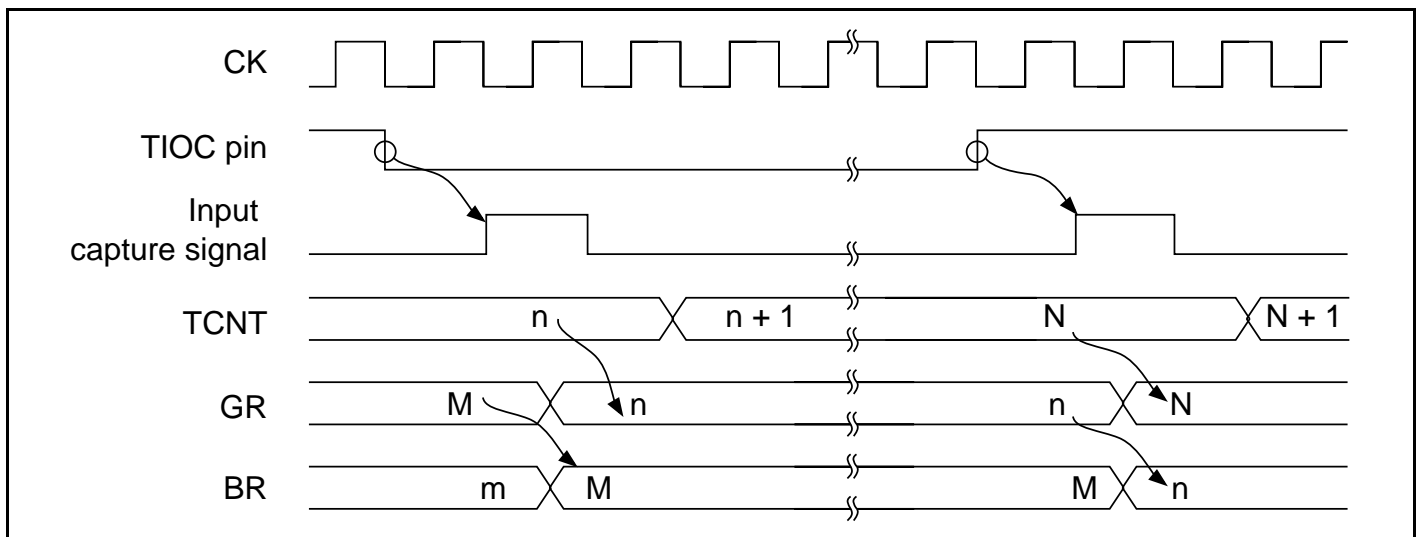 CK
TIOC pin
Input
capture signal
TCNT n n + 1 N N + 1
GR M n n N
BR m M M n